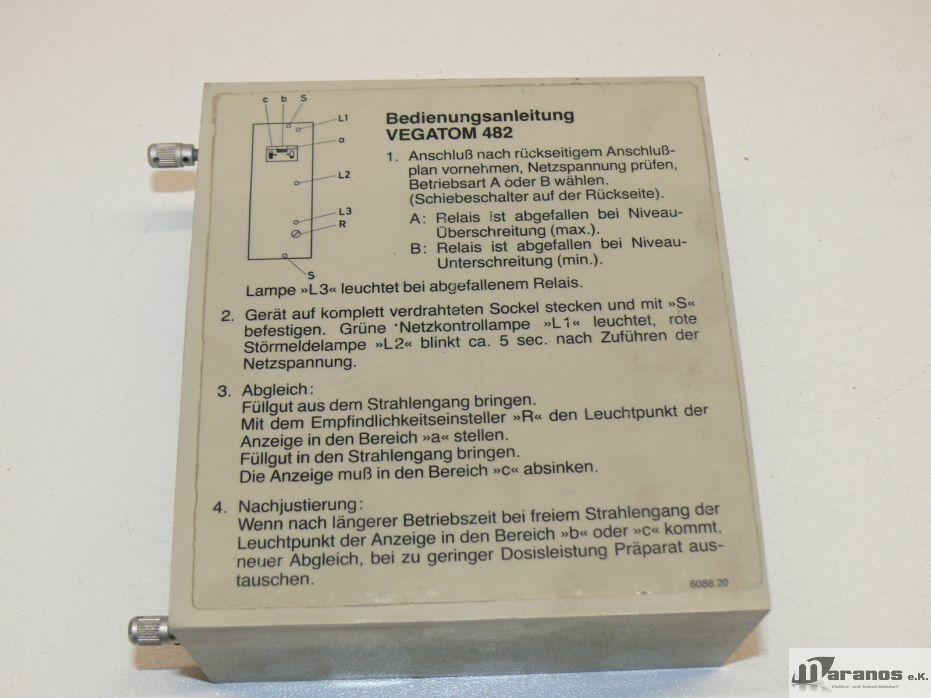 c b S
L1
a
L2
L3
R
S
Bedienungsanleitung
VEGATOM 482
1. Anschluß nach rückseitigem Anschluß-
plan vornehmen, Netzspannung prüfen,
Betriebsart A oder B wählen.
(Schiebeschalter auf der Rückseite).
A: Relais ist abgefallen bei Niveau-
Überschreitung (max.).
B: Relais ist abgefallen bei Niveau-
Unterschreitung (min.).
Lampe »L3« leuchtet bei abgefallenem Relais.
2. Gerät auf komplett verdrahteten Sockel stecken und mit »S«
befestigen. Grüne Netzkontrollampe »L1« leuchtet, rote
Störmeldelampe »L2« blinkt ca. 5 sec. nach Zuführen der
Netzspannung.
3. Abgleich:
Füllgut aus dem Strahlengang bringen.
Mit dem Empfindlichkeitseinsteller »R« den Leuchtpunkt der
Anzeige in den Bereich »a« stellen.
Füllgut in den Strahlengang bringen.
Die Anzeige muß in den Bereich »c« absinken.
4. Nachjustierung:
Wenn nach längerer Betriebszeit bei freiem Strahlengang der
Leuchtpunkt der Anzeige in den Bereich »b« oder »c« kommt,
neuer Abgleich, bei zu geringer Dosisleistung Präparat aus-
tauschen.
6088.20
Maranos e.K.
Elektro- und Industriebedarf